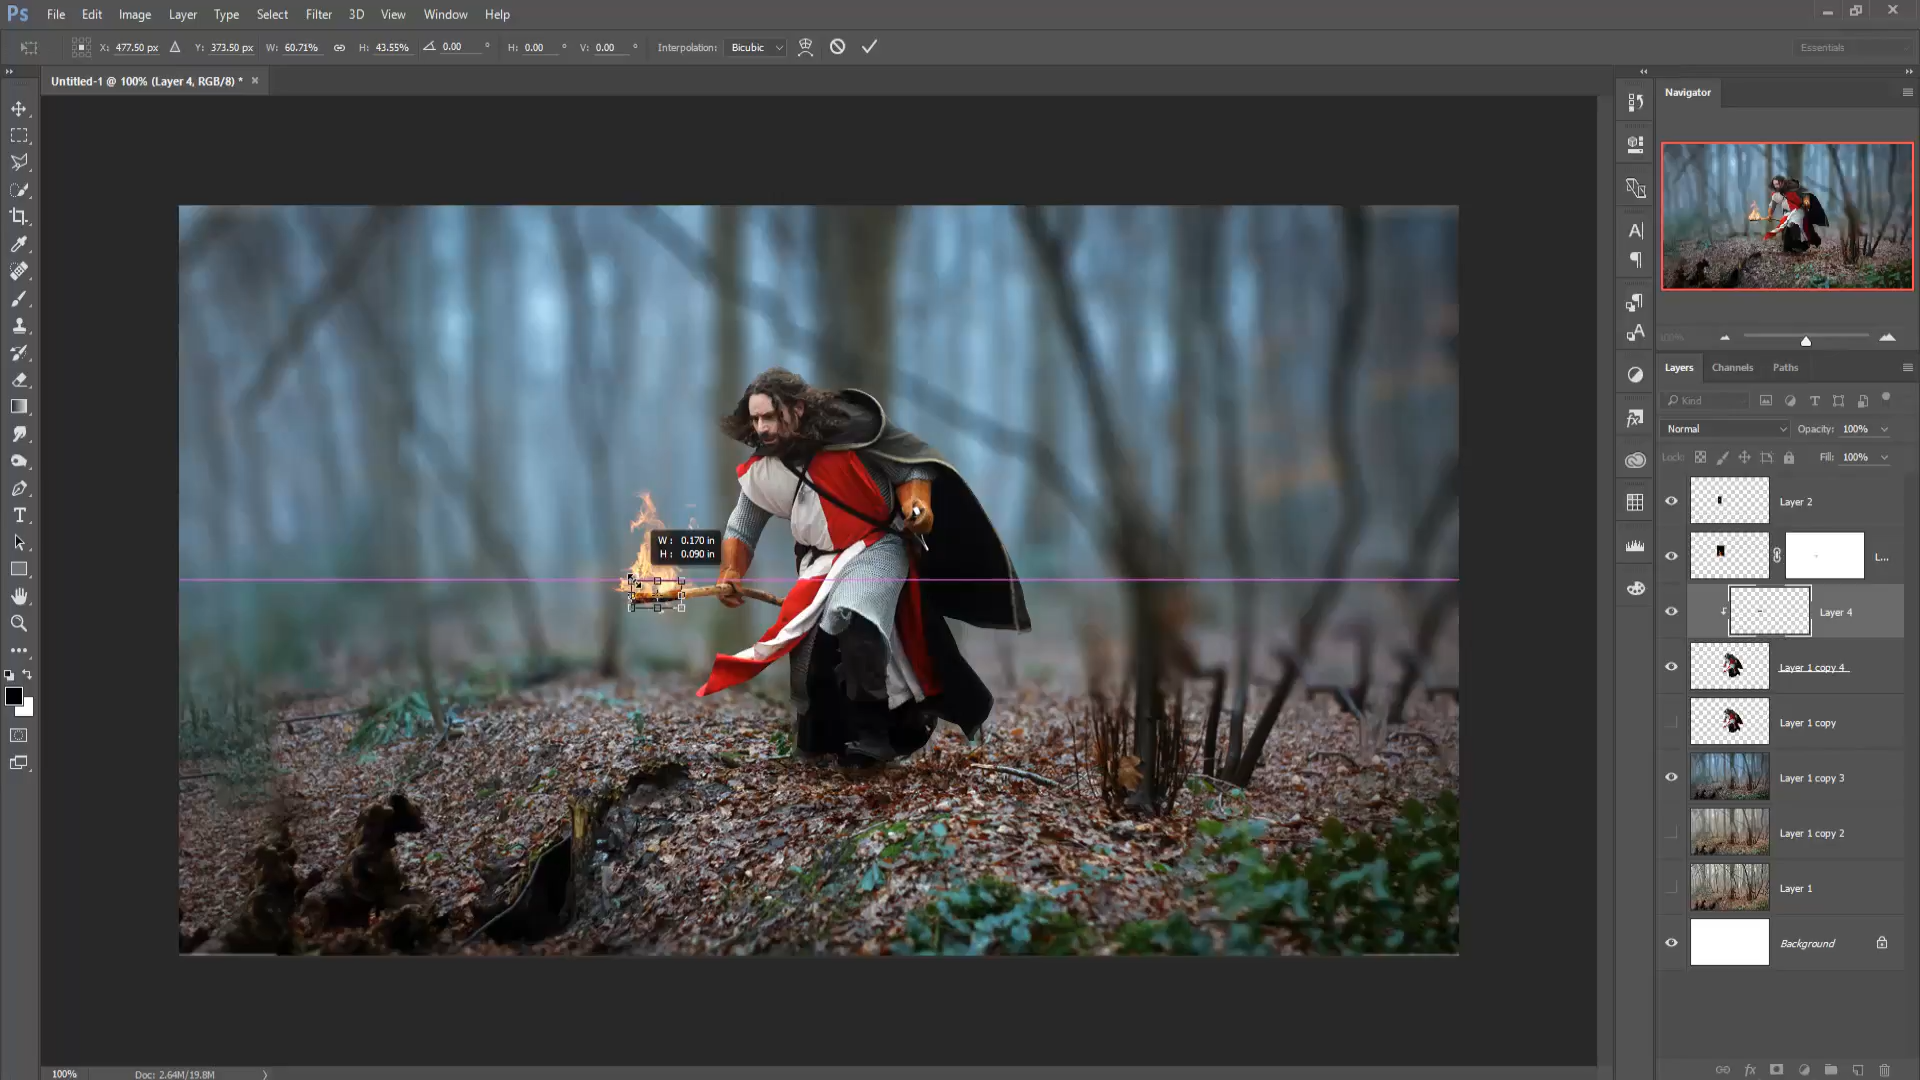 Ps File Edit Image Layer Type Select Filter 3D View Window Help
X: 477.50 px Y: 373.50 px W: 60.71% H: 43.55% 0.00 ° H: 0.00 ° V: 0.00 ° Interpolation: Bicubic Essentials
Untitled-1 @ 100% (Layer 4, RGB/8) * ×
Navigator
100%
Layers Channels Paths
Kind
Normal Opacity: 100%
Lock: Fill: 100%
W: 0.170 in
H: 0.090 in
Layer 2
L...
Layer 4
Layer 1 copy 4
Layer 1 copy
Layer 1 copy 3
Layer 1 copy 2
Layer 1
Background
100% Doc: 2.64M/19.8M